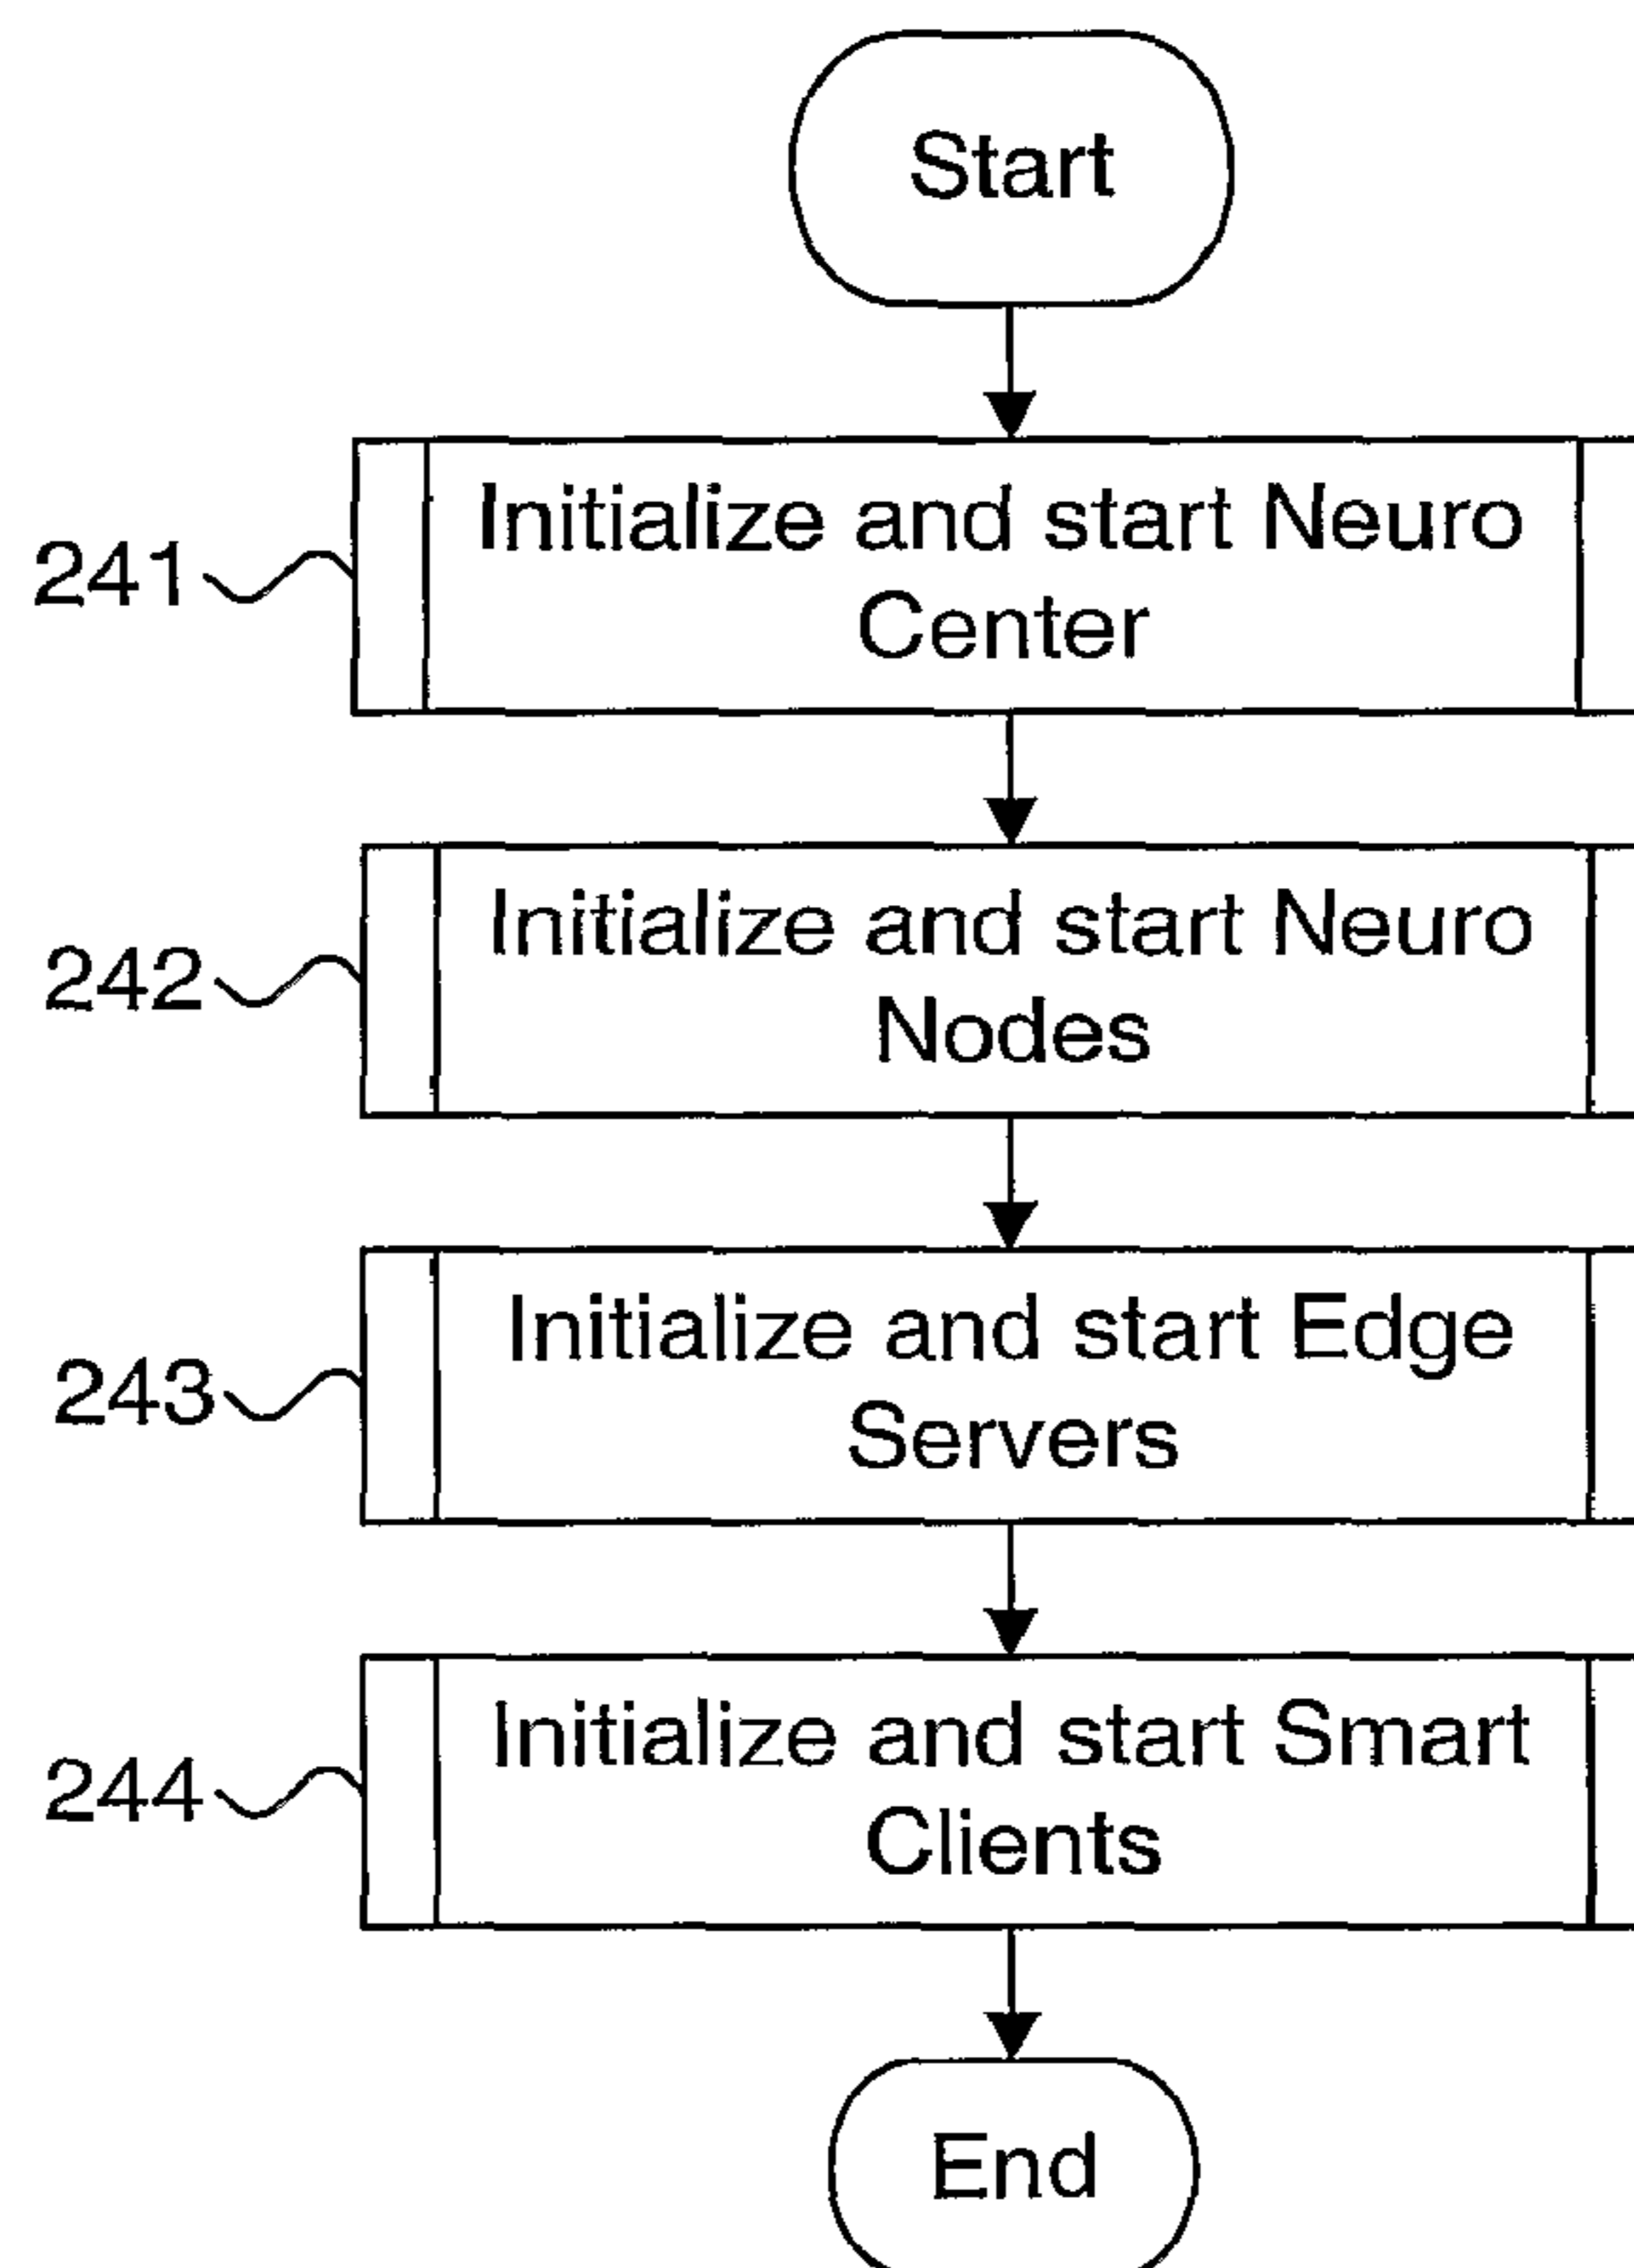 Start
Initialize and start Neuro
241
Center
Initialize and start Neuro
242
Nodes
Initialize and start Edge
243
Servers
Initialize and start Smart
244
Clients
End